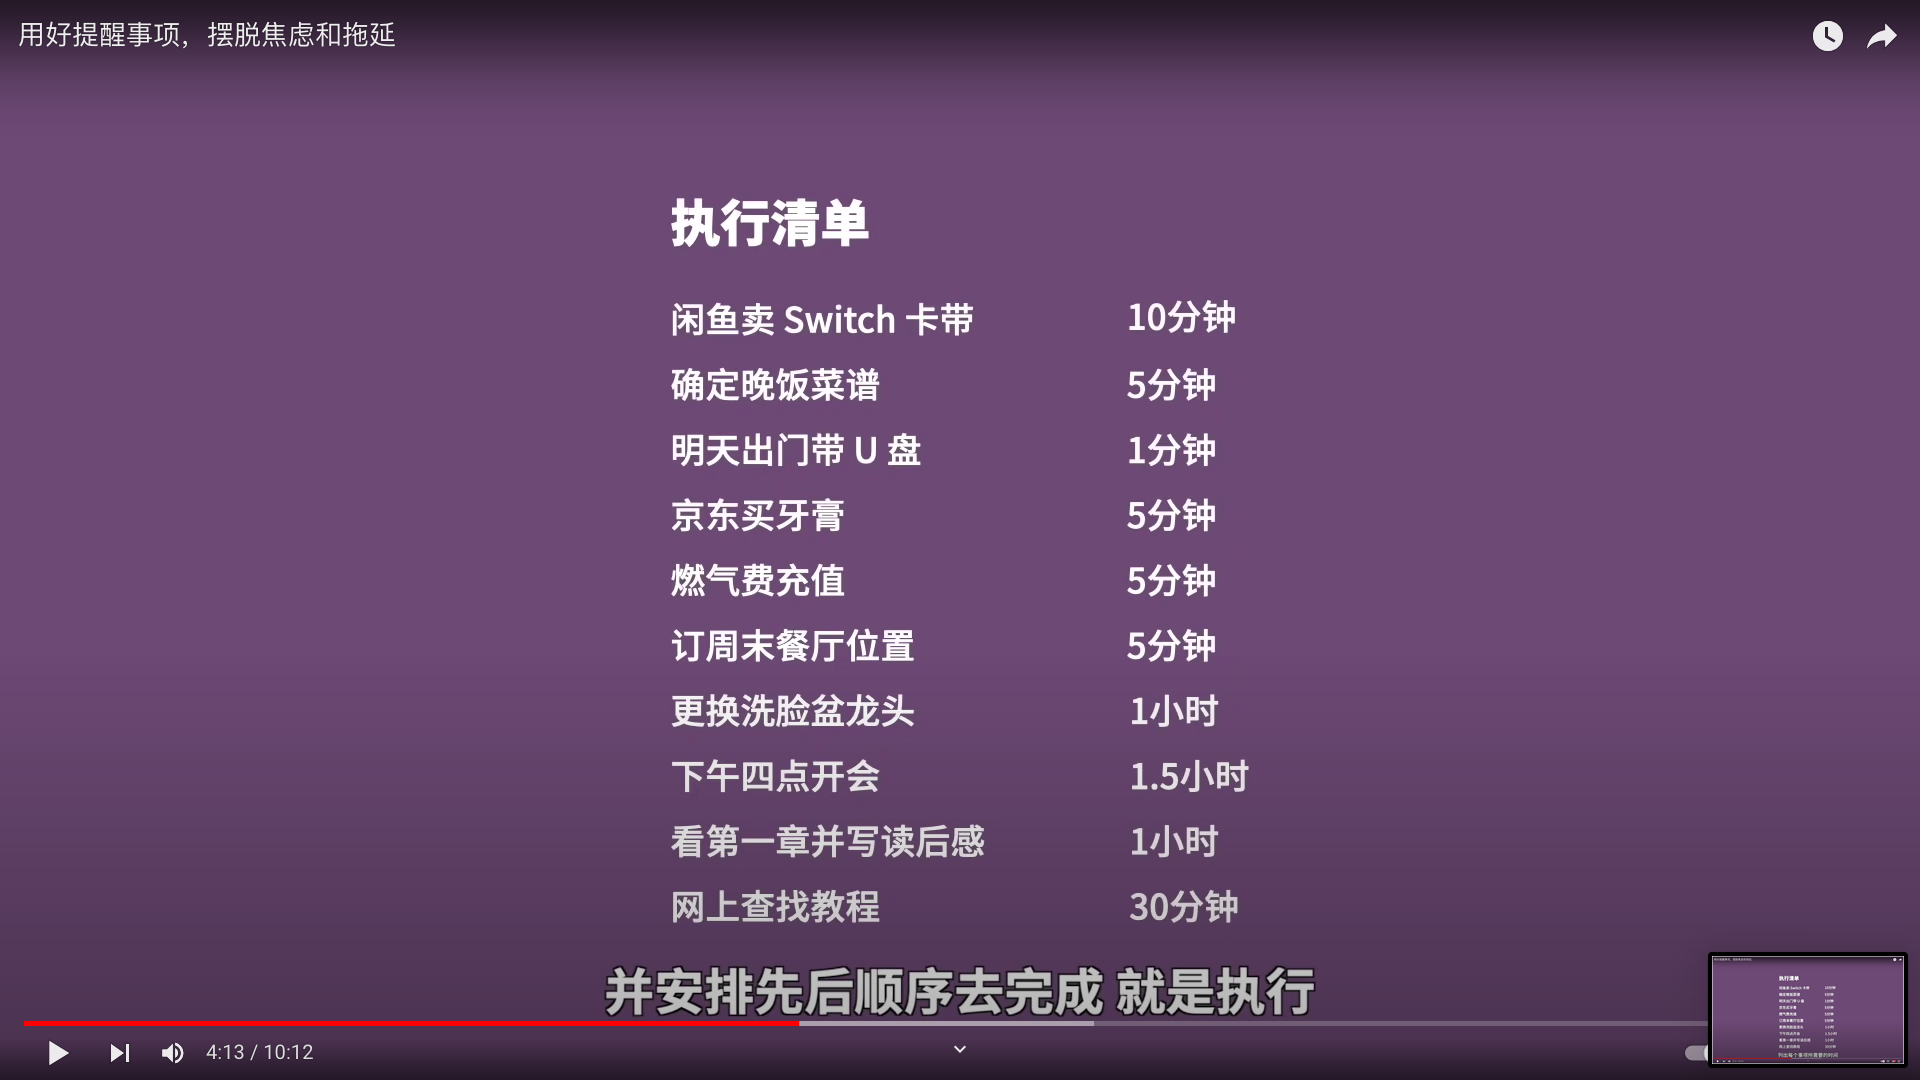 用好提醒事项，摆脱焦虑和拖延
执行清单
闲鱼卖 Switch 卡带 10分钟
确定晚饭菜谱 5分钟
明天出门带 U 盘 1分钟
京东买牙膏 5分钟
燃气费充值 5分钟
订周末餐厅位置 5分钟
更换洗脸盆龙头 1小时
下午四点开会 1.5小时
看第一章并写读后感 1小时
网上查找教程 30分钟
并安排先后顺序去完成 就是执行
4:13 / 10:12